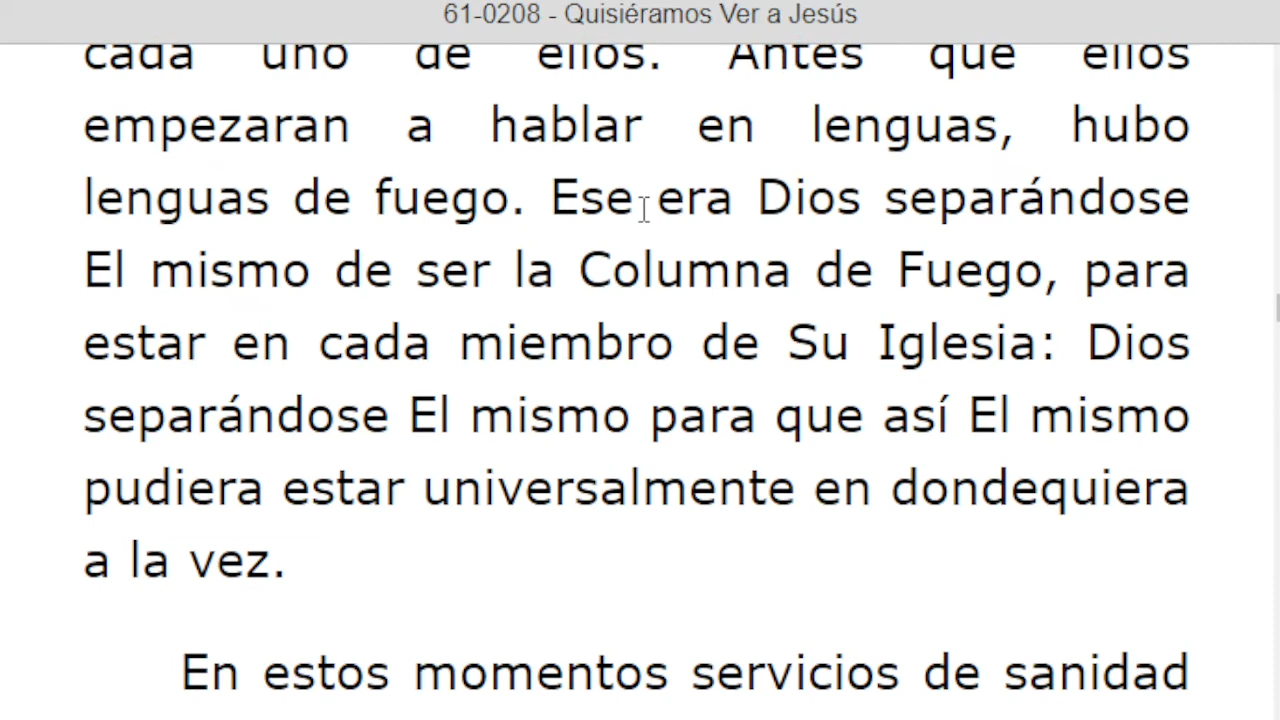 61-0208 - Quisiéramos Ver a Jesús
cada uno de ellos. Antes que ellos
empezaran a hablar en lenguas, hubo
lenguas de fuego. Ese era Dios separándose
El mismo de ser la Columna de Fuego, para
estar en cada miembro de Su Iglesia: Dios
separándose El mismo para que así El mismo
pudiera estar universalmente en dondequiera
a la vez.
En estos momentos servicios de sanidad